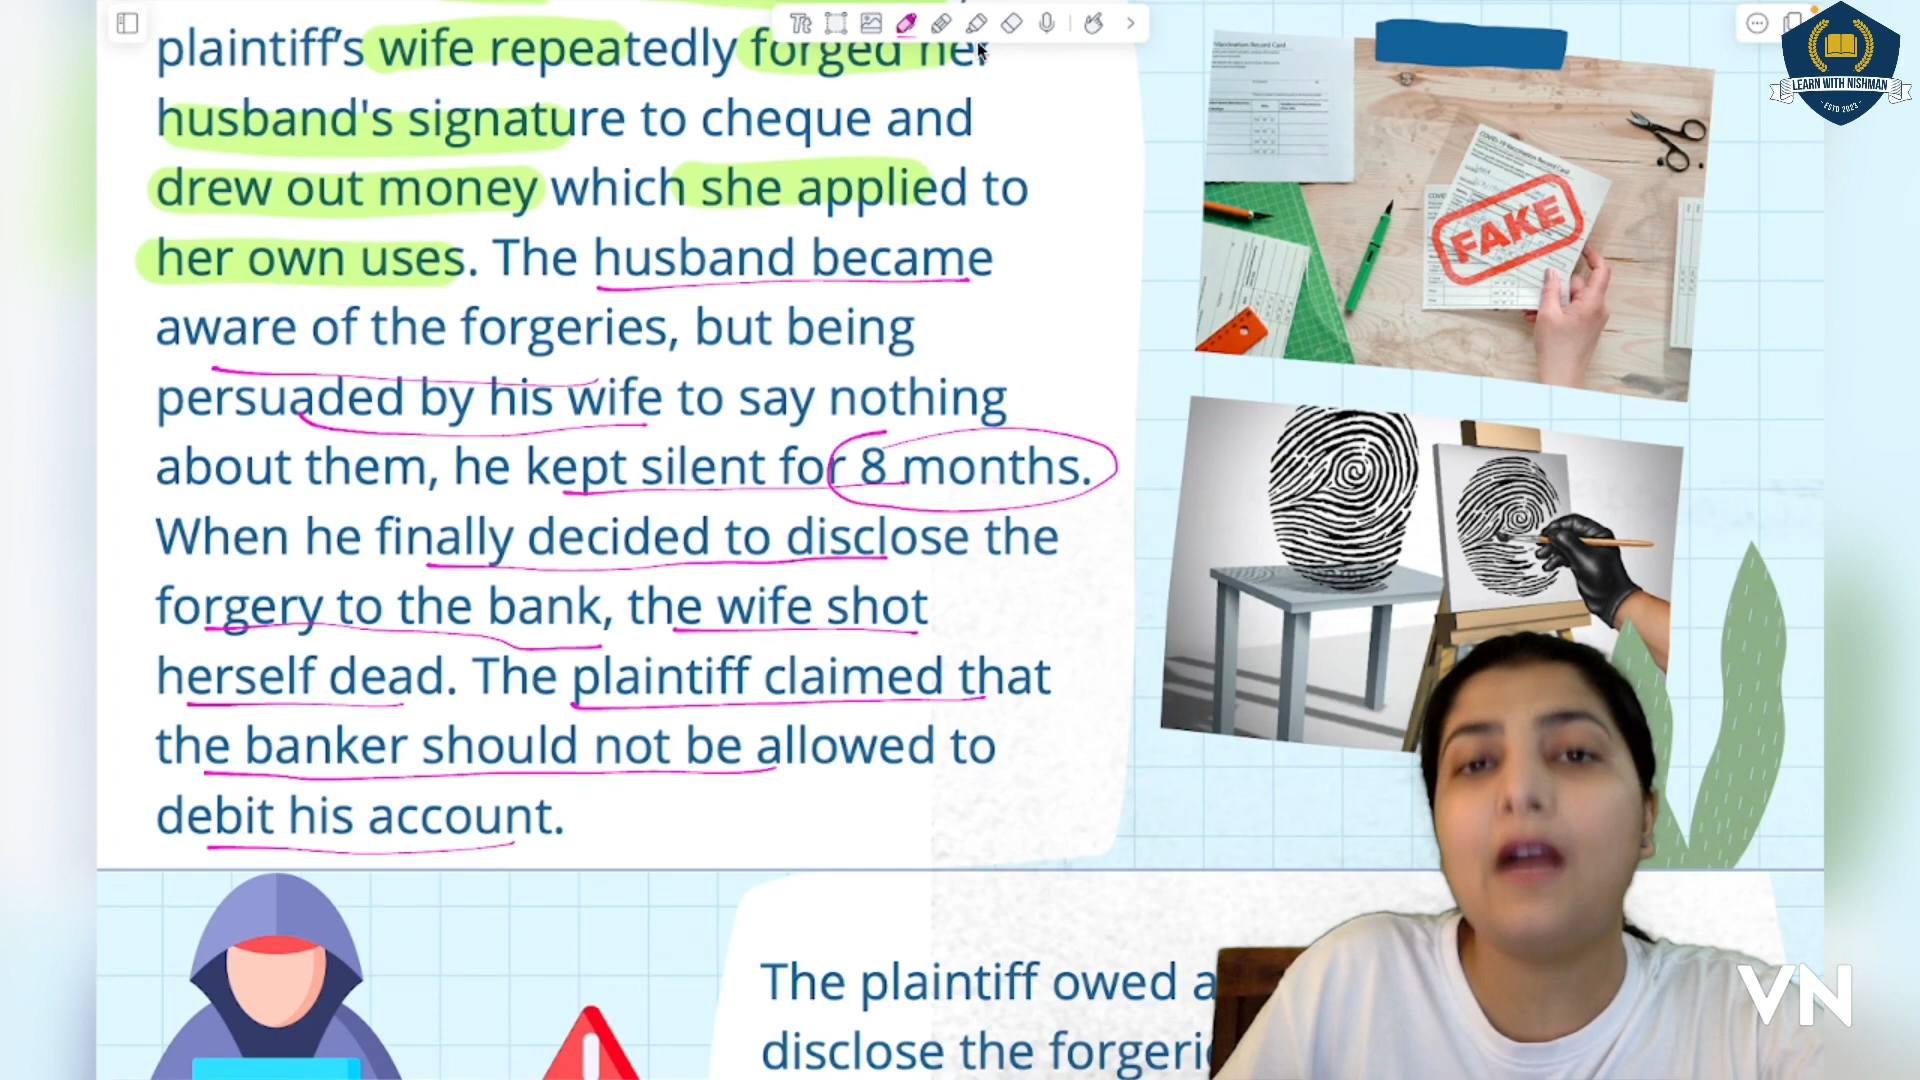 plaintiff's wife repeatedly forged her
husband's signature to cheque and
drew out money which she applied to
her own uses. The husband became
aware of the forgeries, but being
persuaded by his wife to say nothing
about them, he kept silent for 8 months.
When he finally decided to disclose the
forgery to the bank, the wife shot
herself dead. The plaintiff claimed that
the banker should not be allowed to
debit his account.
The plaintiff owed a
disclose the forgeri
Tt
FAKE
LEARN WITH NISHMAN
ESTD 2023
VN